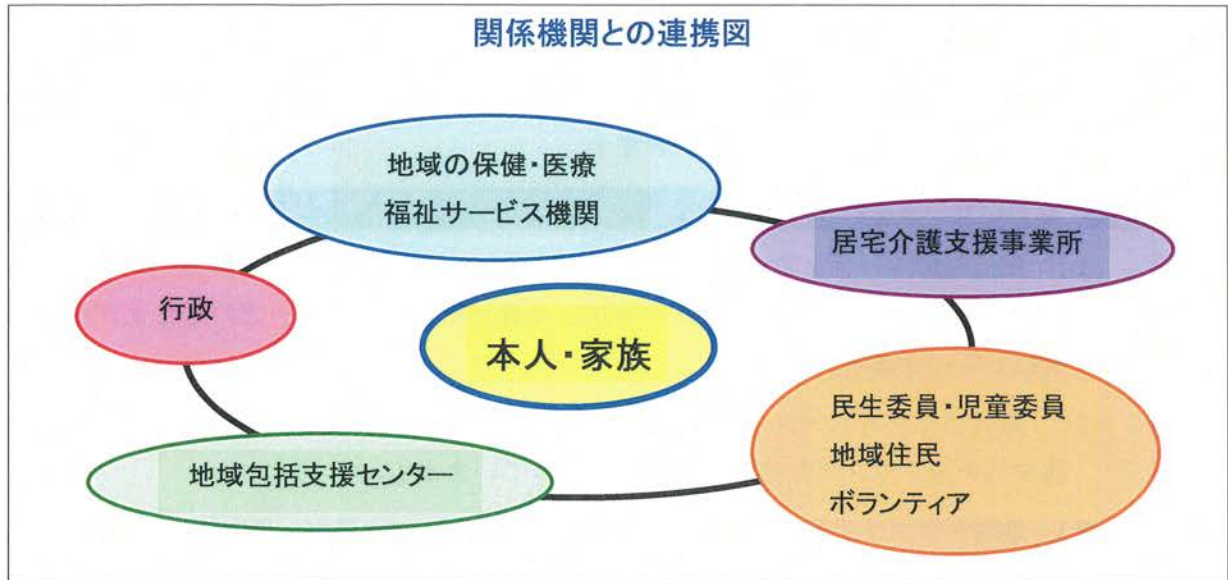 関係機関との連携図
地域の保健・医療
福祉サービス機関
居宅介護支援事業所
行政
本人・家族
民生委員・児童委員
地域住民
ボランティア
地域包括支援センター